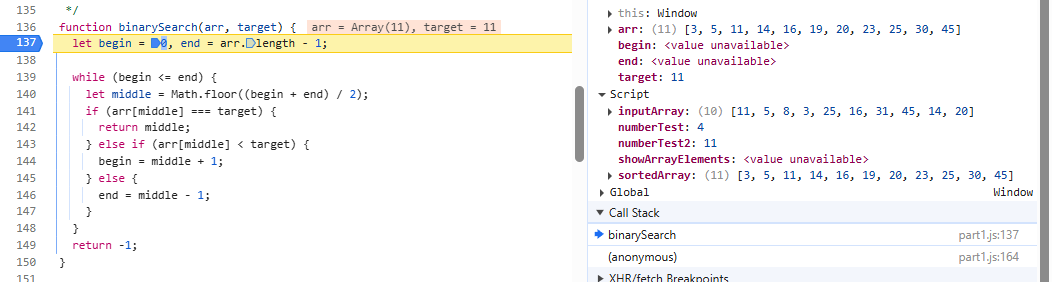 135 */
136 function binarySearch(arr, target) { arr = Array(11), target = 11
137 let begin = 0, end = arr.length - 1;
138
139 while (begin <= end) {
140 let middle = Math.floor((begin + end) / 2);
141 if (arr[middle] === target) {
142 return middle;
143 } else if (arr[middle] < target) {
144 begin = middle + 1;
145 } else {
146 end = middle - 1;
147 }
148 }
149 return -1;
150 }
151
this: Window
arr: (11) [3, 5, 11, 14, 16, 19, 20, 23, 25, 30, 45]
begin: <value unavailable>
end: <value unavailable>
target: 11
Script
inputArray: (10) [11, 5, 8, 3, 25, 16, 31, 45, 14, 20]
numberTest: 4
numberTest2: 11
showArrayElements: <value unavailable>
sortedArray: (11) [3, 5, 11, 14, 16, 19, 20, 23, 25, 30, 45]
Global Window
Call Stack
binarySearch part1.js:137
(anonymous) part1.js:164
XHR/fetch Breakpoints